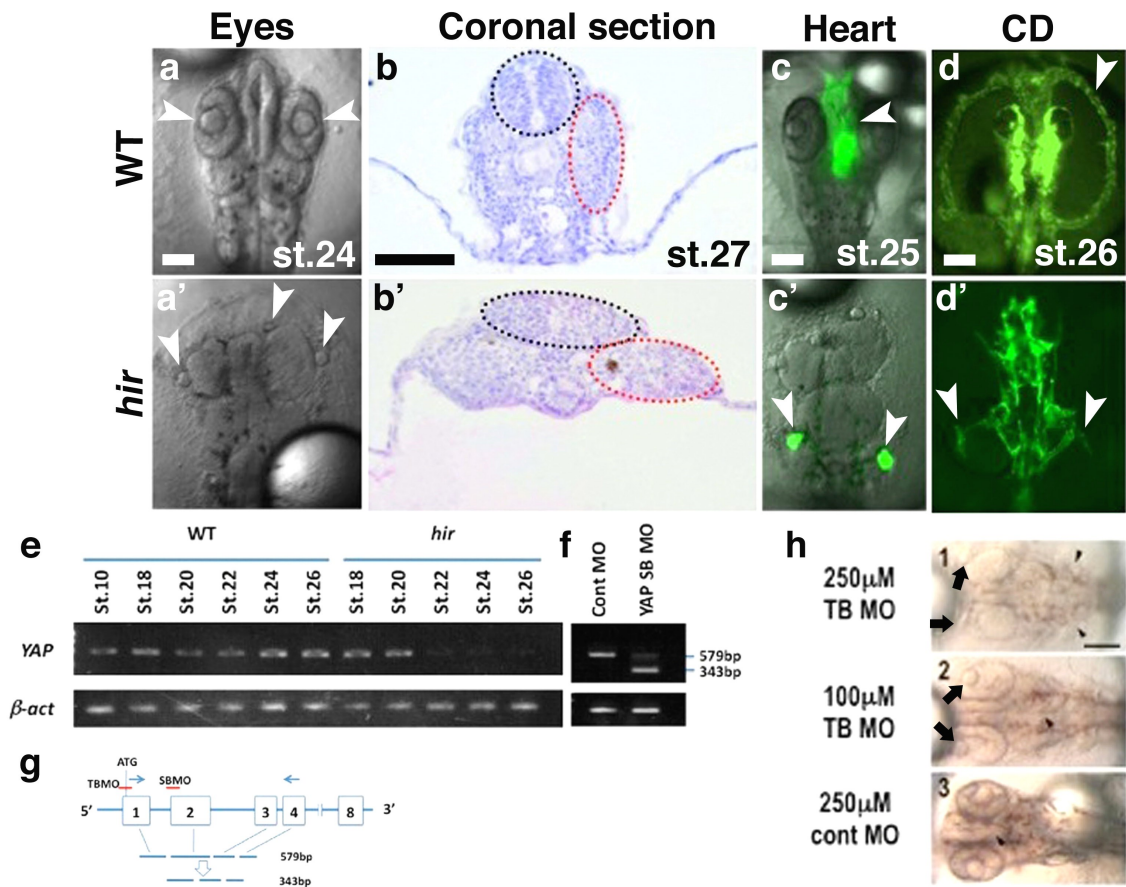 Eyes Coronal section Heart CD
WT
a
st.24
b
st.27
c
st.25
d
st.26
hir
a’
b’
c’
d’
e
WT hir
St.10 St.18 St.20 St.22 St.24 St.26 St.18 St.20 St.22 St.24 St.26
YAP
β-act
f
Cont MO YAP SB MO
579bp
343bp
g
ATG
TBMO SBMO
5’ 1 2 3 4 8 3’
579bp
343bp
h
250µM
TB MO
1
100µM
TB MO
2
250µM
cont MO
3